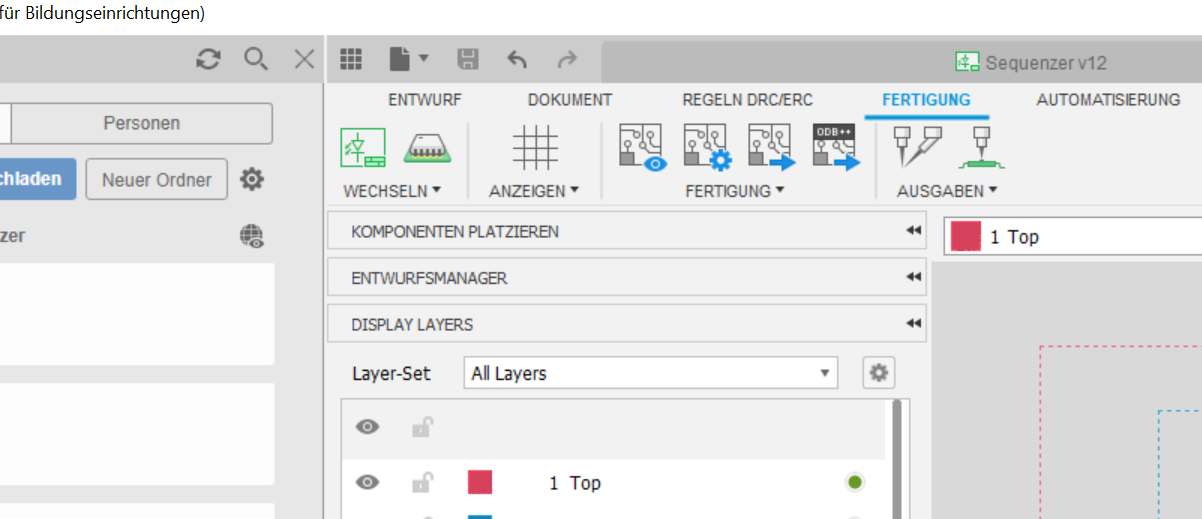 für Bildungseinrichtungen)
Sequenzer v12
Personen
ENTWURF DOKUMENT REGELN DRC/ERC FERTIGUNG AUTOMATISIERUNG
ODB++
chladen Neuer Ordner
WECHSELN ANZEIGEN FERTIGUNG AUSGABEN
zer
KOMPONENTEN PLATZIEREN
1 Top
ENTWURFSMANAGER
DISPLAY LAYERS
Layer-Set All Layers
1 Top